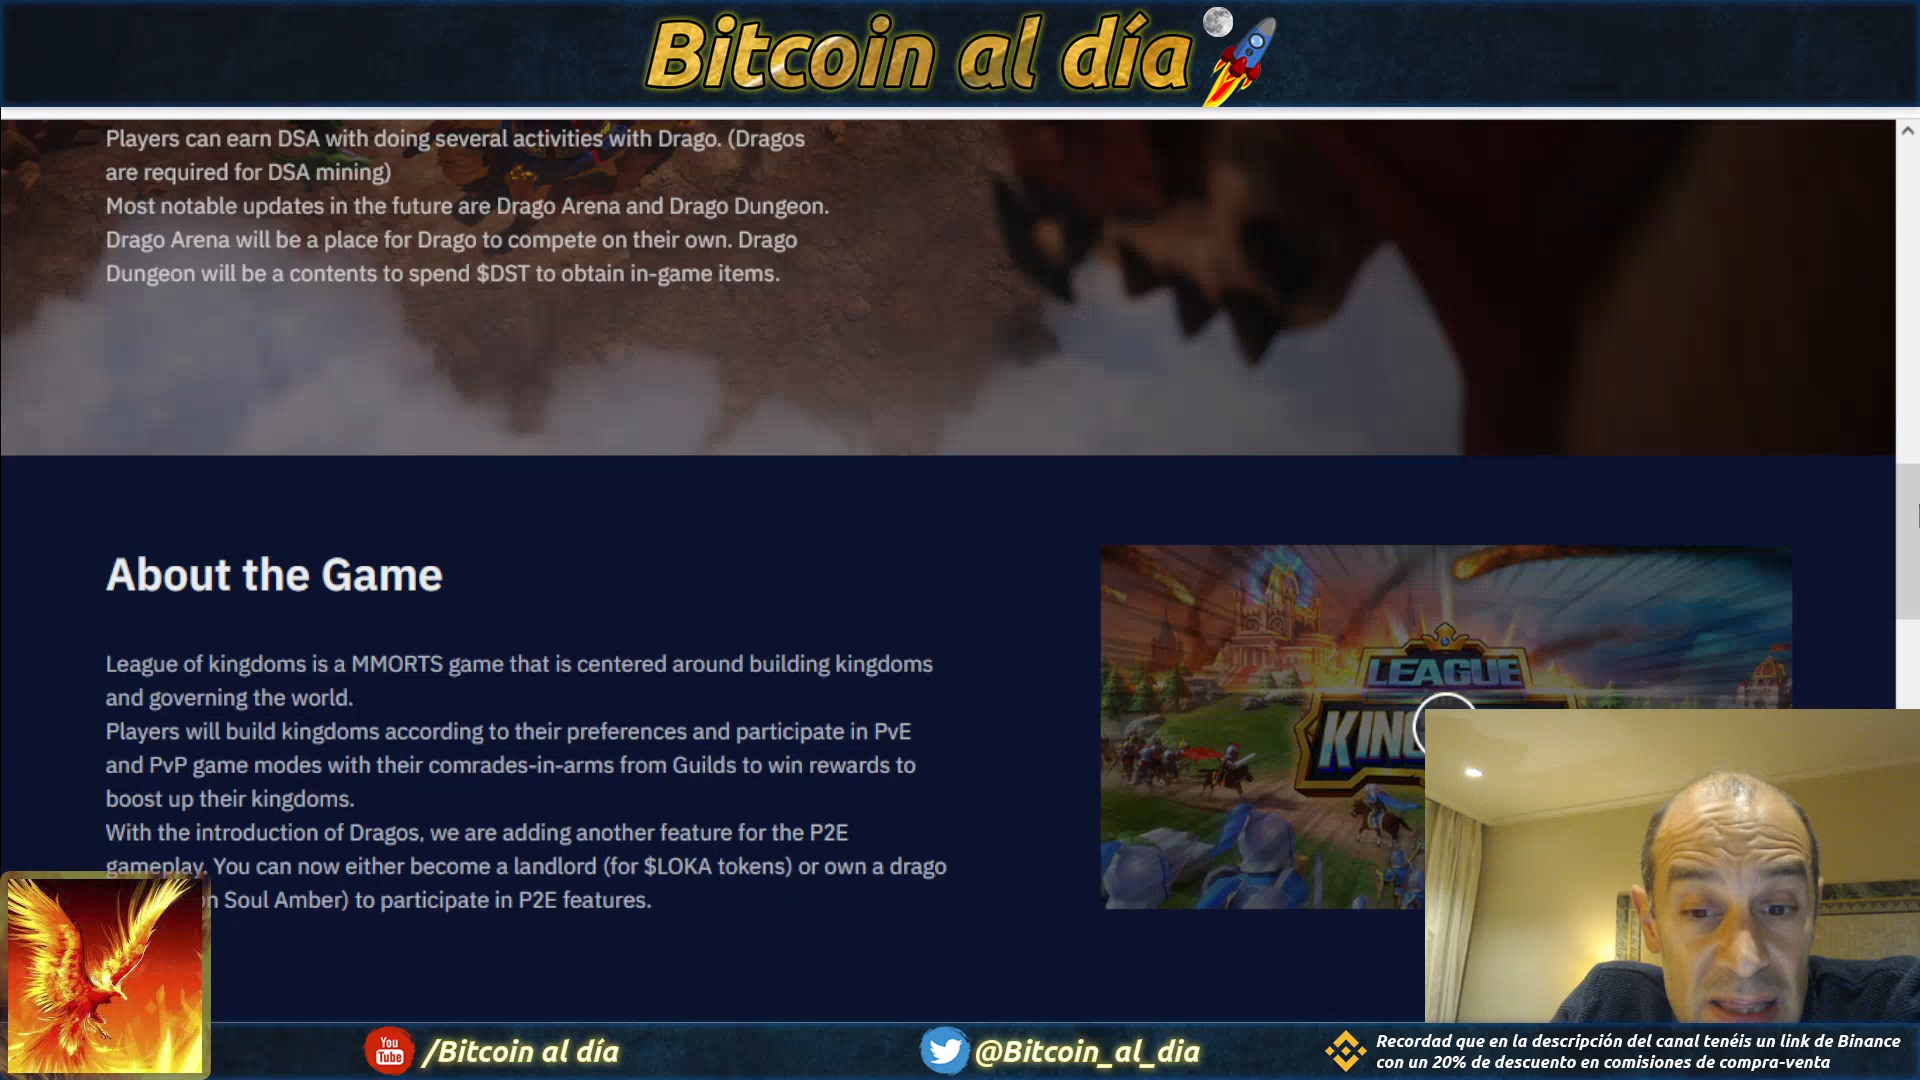 Bitcoin al día
Players can earn DSA with doing several activities with Drago. (Dragos
are required for DSA mining)
Most notable updates in the future are Drago Arena and Drago Dungeon.
Drago Arena will be a place for Drago to compete on their own. Drago
Dungeon will be a contents to spend $DST to obtain in-game items.
About the Game
League of kingdoms is a MMORTS game that is centered around building kingdoms
and governing the world.
Players will build kingdoms according to their preferences and participate in PvE
and PvP game modes with their comrades-in-arms from Guilds to win rewards to
boost up their kingdoms.
With the introduction of Dragos, we are adding another feature for the P2E
gameplay. You can now either become a landlord (for $LOKA tokens) or own a drago
Soul Amber) to participate in P2E features.
LEAGUE
You
Tube
/Bitcoin al día
@Bitcoin_al_dia
Recordad que en la descripción del canal tenéis un link de Binance
con un 20% de descuento en comisiones de compra-venta